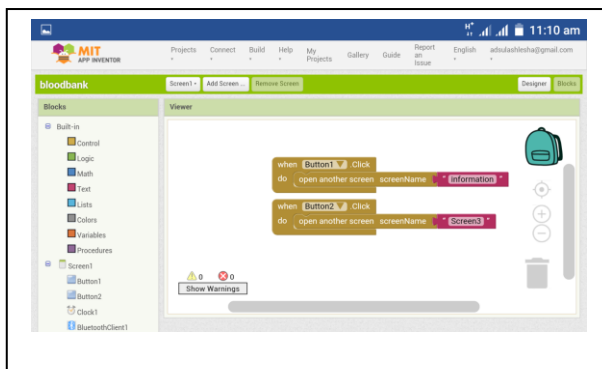 H+ 11:10 am
MIT
APP INVENTOR
Projects Connect Build Help My Projects Gallery Guide Report an Issue English adsulashlesha@gmail.com
bloodbank Screen1 Add Screen ... Remove Screen Designer Blocks
Blocks Viewer
Built-in
Control
Logic
Math
Text
Lists
Colors
Variables
Procedures
Screen1
Button1
Button2
Clock1
BluetoothClient1
when Button1 .Click
do open another screen screenName " information "
when Button2 .Click
do open another screen screenName " Screen3 "
0 0
Show Warnings